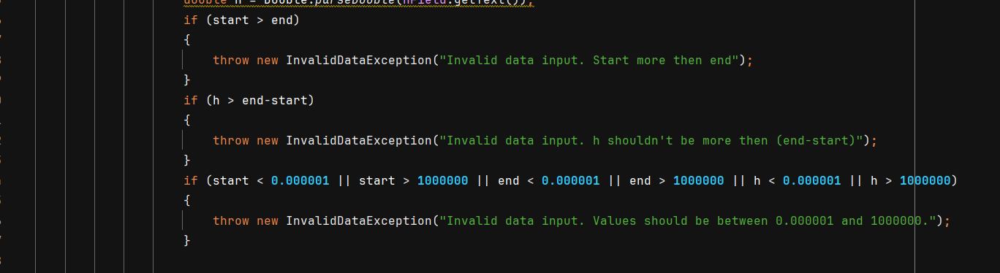 double h = Double.parseDouble(hField.getText());
if (start > end)
{
throw new InvalidDataException("Invalid data input. Start more then end");
}
if (h > end-start)
{
throw new InvalidDataException("Invalid data input. h shouldn't be more then (end-start)");
}
if (start < 0.000001 || start > 1000000 || end < 0.000001 || end > 1000000 || h < 0.000001 || h > 1000000)
{
throw new InvalidDataException("Invalid data input. Values should be between 0.000001 and 1000000.");
}